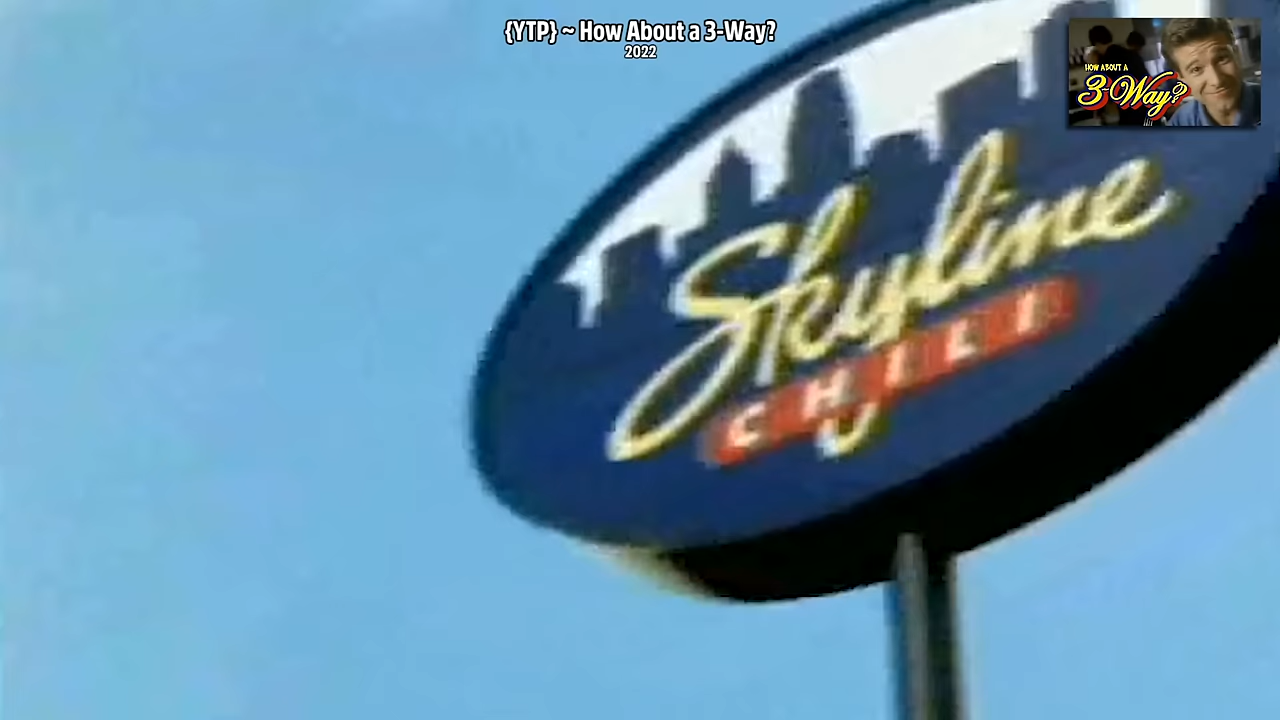 {YTP} ~ How About a 3-Way?
2022
HOW ABOUT A
3-Way?
Skyline
CHILI